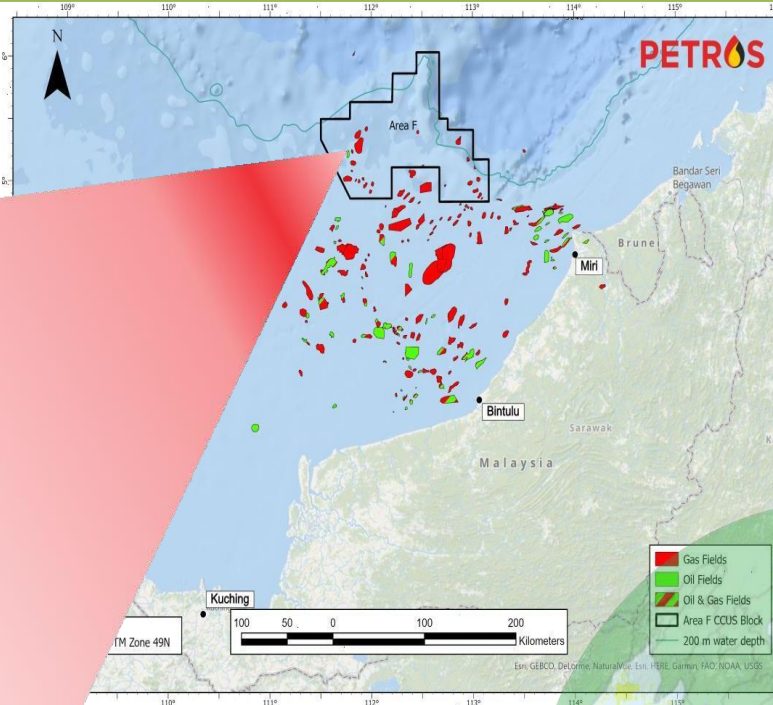 109° 110° 111° 112° 113° 114° 115°
6°
N
PETROS
Area F
5°
Bandar Seri
Begawan
Brunei
Miri
Bintulu
Sarawak
Malaysia
Gas Fields
Oil Fields
Oil & Gas Fields
Area F CCUS Block
200 m water depth
Kuching
TM Zone 49N
100 50 0 100 200
Kilometers
Esri, GEBCO, DeLorme, NaturalVue, Esri, HERE, Garmin, FAO, NOAA, USGS
110° 111° 112° 113° 114° 115°